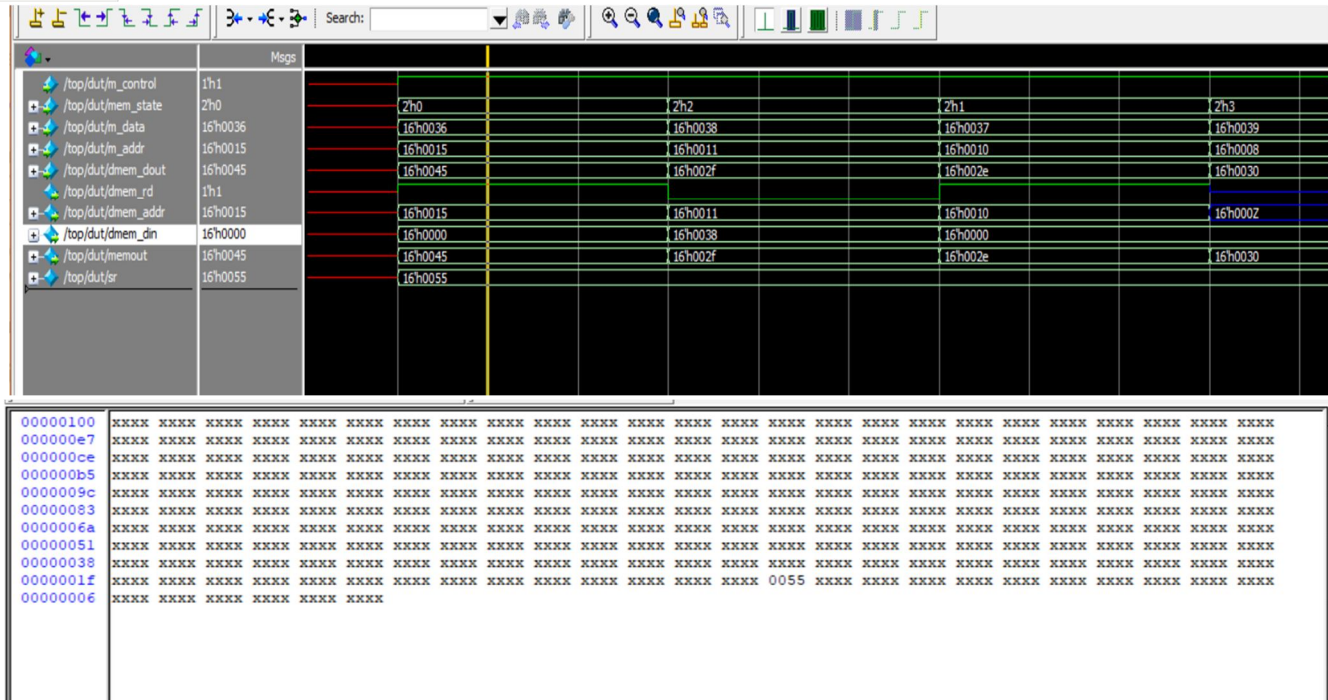 Search:
Msgs
/top/dut/m_control 1'h1
/top/dut/mem_state 2'h0 2'h0 2'h2 2'h1 2'h3
/top/dut/m_data 16'h0036 16'h0036 16'h0038 16'h0037 16'h0039
/top/dut/m_addr 16'h0015 16'h0015 16'h0011 16'h0010 16'h0008
/top/dut/dmem_dout 16'h0045 16'h0045 16'h002f 16'h002e 16'h0030
/top/dut/dmem_rd 1'h1
/top/dut/dmem_addr 16'h0015 16'h0015 16'h0011 16'h0010 16'h000Z
/top/dut/dmem_din 16'h0000 16'h0000 16'h0038 16'h0000
/top/dut/memout 16'h0045 16'h0045 16'h002f 16'h002e 16'h0030
/top/dut/sr 16'h0055 16'h0055
00000100 xxxx xxxx xxxx xxxx xxxx xxxx xxxx xxxx xxxx xxxx xxxx xxxx xxxx xxxx xxxx xxxx xxxx xxxx xxxx xxxx xxxx xxxx xxxx xxxx xxxx
000000e7 xxxx xxxx xxxx xxxx xxxx xxxx xxxx xxxx xxxx xxxx xxxx xxxx xxxx xxxx xxxx xxxx xxxx xxxx xxxx xxxx xxxx xxxx xxxx xxxx xxxx
000000ce xxxx xxxx xxxx xxxx xxxx xxxx xxxx xxxx xxxx xxxx xxxx xxxx xxxx xxxx xxxx xxxx xxxx xxxx xxxx xxxx xxxx xxxx xxxx xxxx xxxx
000000b5 xxxx xxxx xxxx xxxx xxxx xxxx xxxx xxxx xxxx xxxx xxxx xxxx xxxx xxxx xxxx xxxx xxxx xxxx xxxx xxxx xxxx xxxx xxxx xxxx xxxx
0000009c xxxx xxxx xxxx xxxx xxxx xxxx xxxx xxxx xxxx xxxx xxxx xxxx xxxx xxxx xxxx xxxx xxxx xxxx xxxx xxxx xxxx xxxx xxxx xxxx xxxx
00000083 xxxx xxxx xxxx xxxx xxxx xxxx xxxx xxxx xxxx xxxx xxxx xxxx xxxx xxxx xxxx xxxx xxxx xxxx xxxx xxxx xxxx xxxx xxxx xxxx xxxx
0000006a xxxx xxxx xxxx xxxx xxxx xxxx xxxx xxxx xxxx xxxx xxxx xxxx xxxx xxxx xxxx xxxx xxxx xxxx xxxx xxxx xxxx xxxx xxxx xxxx xxxx
00000051 xxxx xxxx xxxx xxxx xxxx xxxx xxxx xxxx xxxx xxxx xxxx xxxx xxxx xxxx xxxx xxxx xxxx xxxx xxxx xxxx xxxx xxxx xxxx xxxx xxxx
00000038 xxxx xxxx xxxx xxxx xxxx xxxx xxxx xxxx xxxx xxxx xxxx xxxx xxxx xxxx xxxx xxxx xxxx xxxx xxxx xxxx xxxx xxxx xxxx xxxx xxxx
0000001f xxxx xxxx xxxx xxxx xxxx xxxx xxxx xxxx xxxx xxxx xxxx xxxx xxxx xxxx 0055 xxxx xxxx xxxx xxxx xxxx xxxx xxxx xxxx xxxx xxxx
00000006 xxxx xxxx xxxx xxxx xxxx xxxx